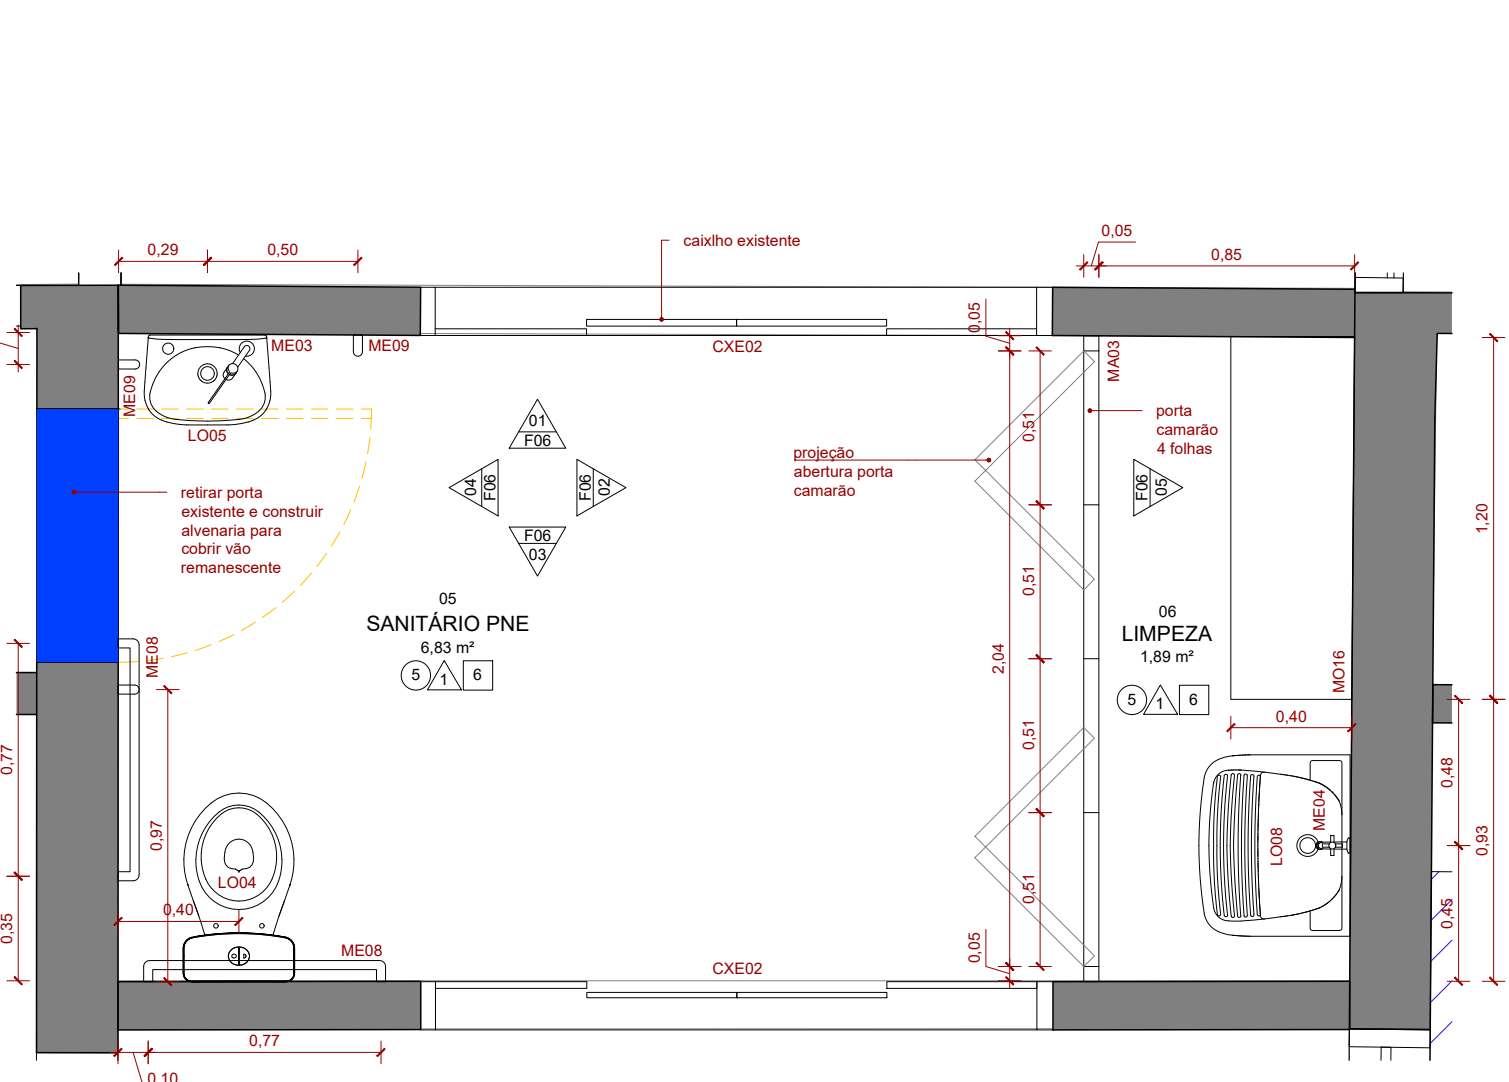 0,05
0,29
0,50
caixlho existente
0,85
0,05
ME03
ME09
CXE02
MA03
ME09
LO05
01
F06
04
F06
F06
02
F06
03
0,51
porta
camarão
4 folhas
projeção
abertura porta
camarão
F06
05
retirar porta
existente e construir
alvenaria para
cobrir vão
remanescente
1,20
0,51
05
SANITÁRIO PNE
6,83 m²
5
1
6
06
LIMPEZA
1,89 m²
5
1
6
ME08
2,04
MO16
0,40
0,77
0,51
0,48
0,97
ME04
LO08
0,93
LO04
0,40
0,51
0,45
0,35
ME08
0,05
CXE02
0,77
0,10